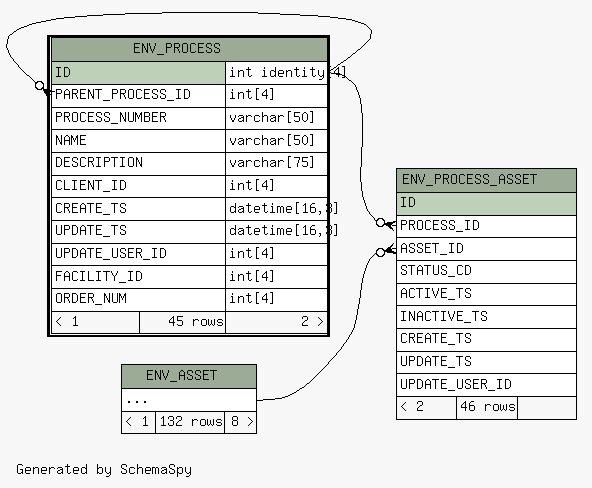 ENV_PROCESS
ID int identity[4]
PARENT_PROCESS_ID int[4]
PROCESS_NUMBER varchar[50]
NAME varchar[50]
DESCRIPTION varchar[75]
CLIENT_ID int[4]
CREATE_TS datetime[16,3]
UPDATE_TS datetime[16,3]
UPDATE_USER_ID int[4]
FACILITY_ID int[4]
ORDER_NUM int[4]
< 1 45 rows 2 >
ENV_PROCESS_ASSET
ID
PROCESS_ID
ASSET_ID
STATUS_CD
ACTIVE_TS
INACTIVE_TS
CREATE_TS
UPDATE_TS
UPDATE_USER_ID
< 2 46 rows
ENV_ASSET
...
< 1 132 rows 8 >
Generated by SchemaSpy